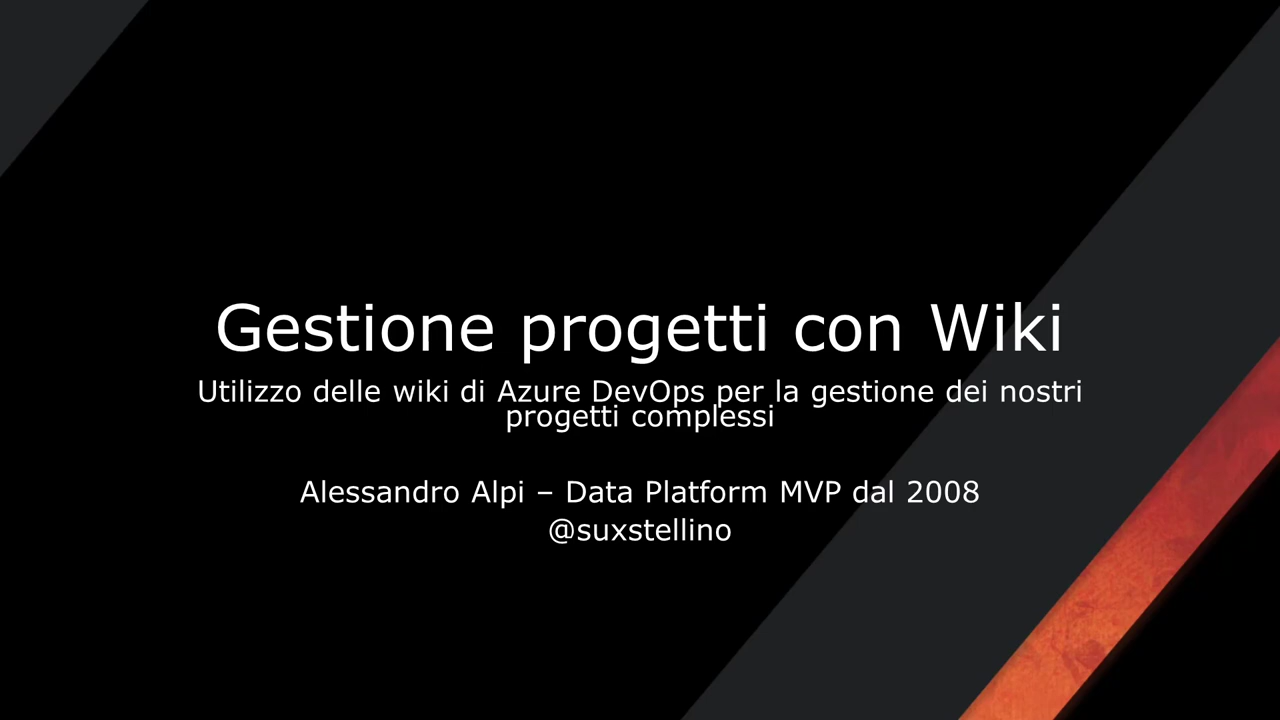 Gestione progetti con Wiki
Utilizzo delle wiki di Azure DevOps per la gestione dei nostri
progetti complessi
Alessandro Alpi – Data Platform MVP dal 2008
@suxstellino